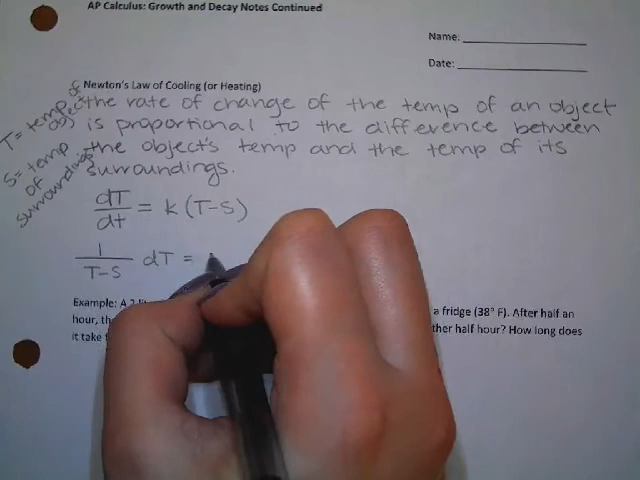 AP Calculus: Growth and Decay Notes Continued
Name:
Date:
Newton's Law of Cooling (or Heating)
the rate of change of the temp of an object
is proportional to the difference between
the object's temp and the temp of its
surroundings.
T = temp of
object
S = temp
of
surroundings
dT/dt = k (T-S)
1/(T-S) dT =
Example: A 2 a fridge (38° F). After half an
hour, th ther half hour? How long does
it take